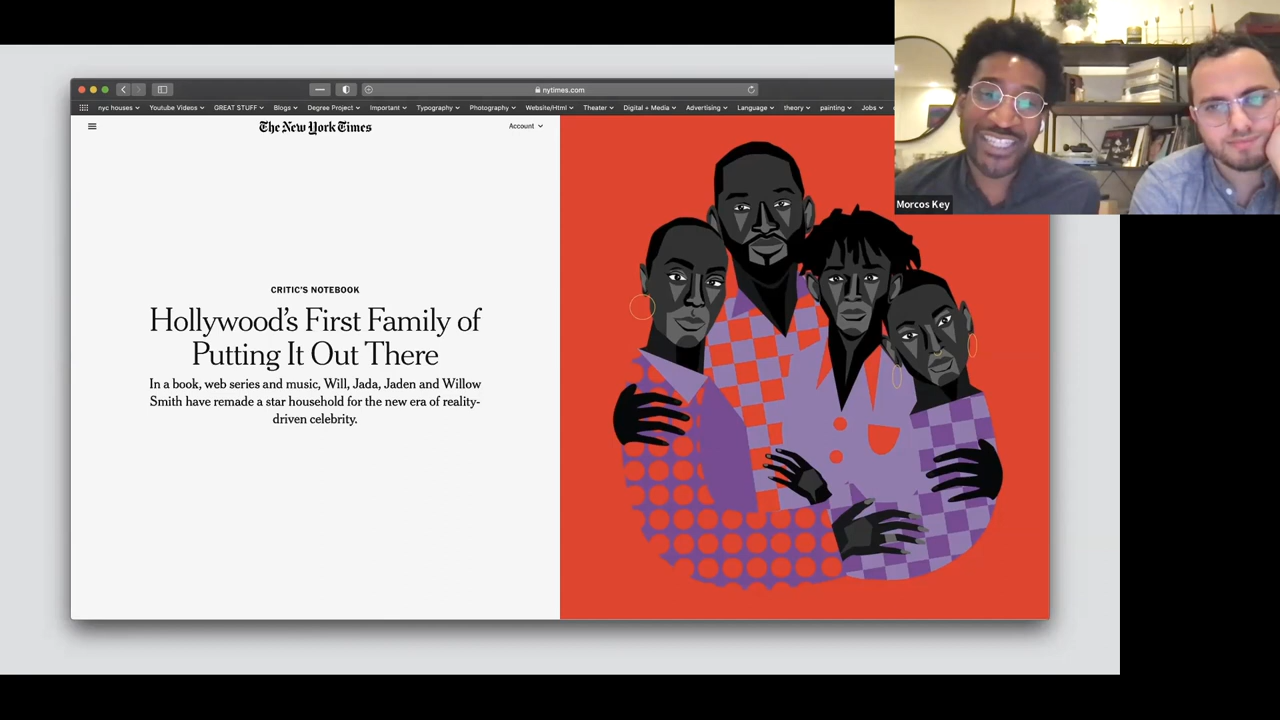 nytimes.com
nyc houses Youtube Videos GREAT STUFF Blogs Degree Project Important Typography Photography Website/Html Theater Digital + Media Advertising Language theory painting Jobs
The New York Times
Account
Morcos Key
CRITIC'S NOTEBOOK
Hollywood's First Family of
Putting It Out There
In a book, web series and music, Will, Jada, Jaden and Willow
Smith have remade a star household for the new era of reality-
driven celebrity.